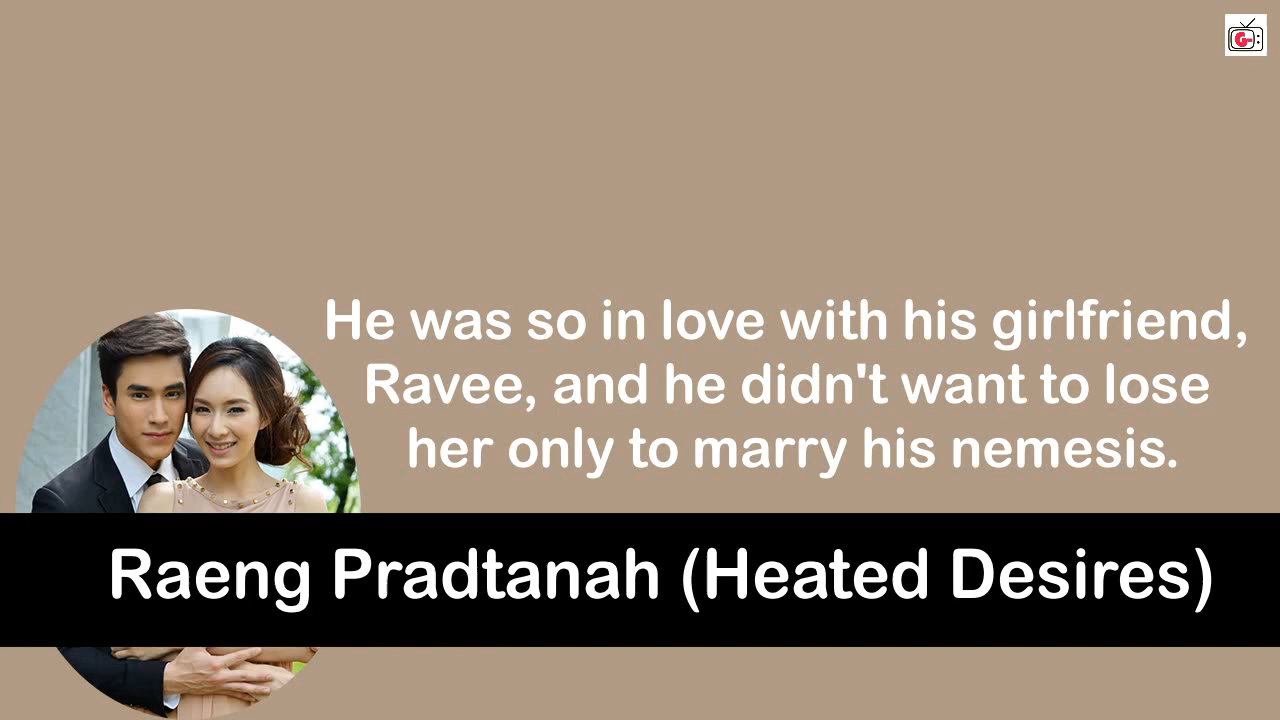 He was so in love with his girlfriend,
Ravee, and he didn't want to lose
her only to marry his nemesis.
Raeng Pradtanah (Heated Desires)